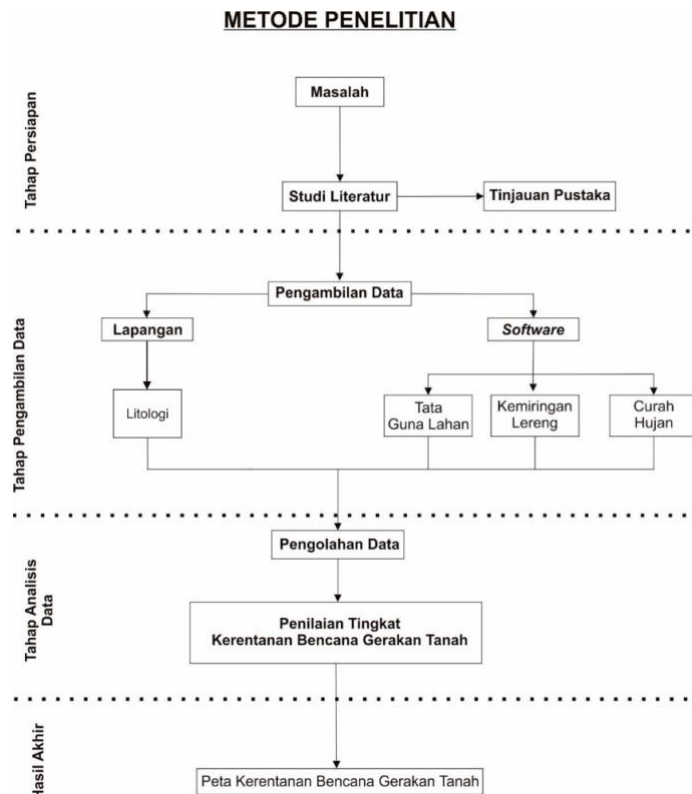 METODE PENELITIAN
Tahap Persiapan
Masalah
Studi Literatur
Tinjauan Pustaka
Tahap Pengambilan Data
Pengambilan Data
Lapangan
Software
Litologi
Tata
Guna Lahan
Kemiringan
Lereng
Curah
Hujan
Tahap Analisis
Data
Pengolahan Data
Penilaian Tingkat
Kerentanan Bencana Gerakan Tanah
Hasil Akhir
Peta Kerentanan Bencana Gerakan Tanah